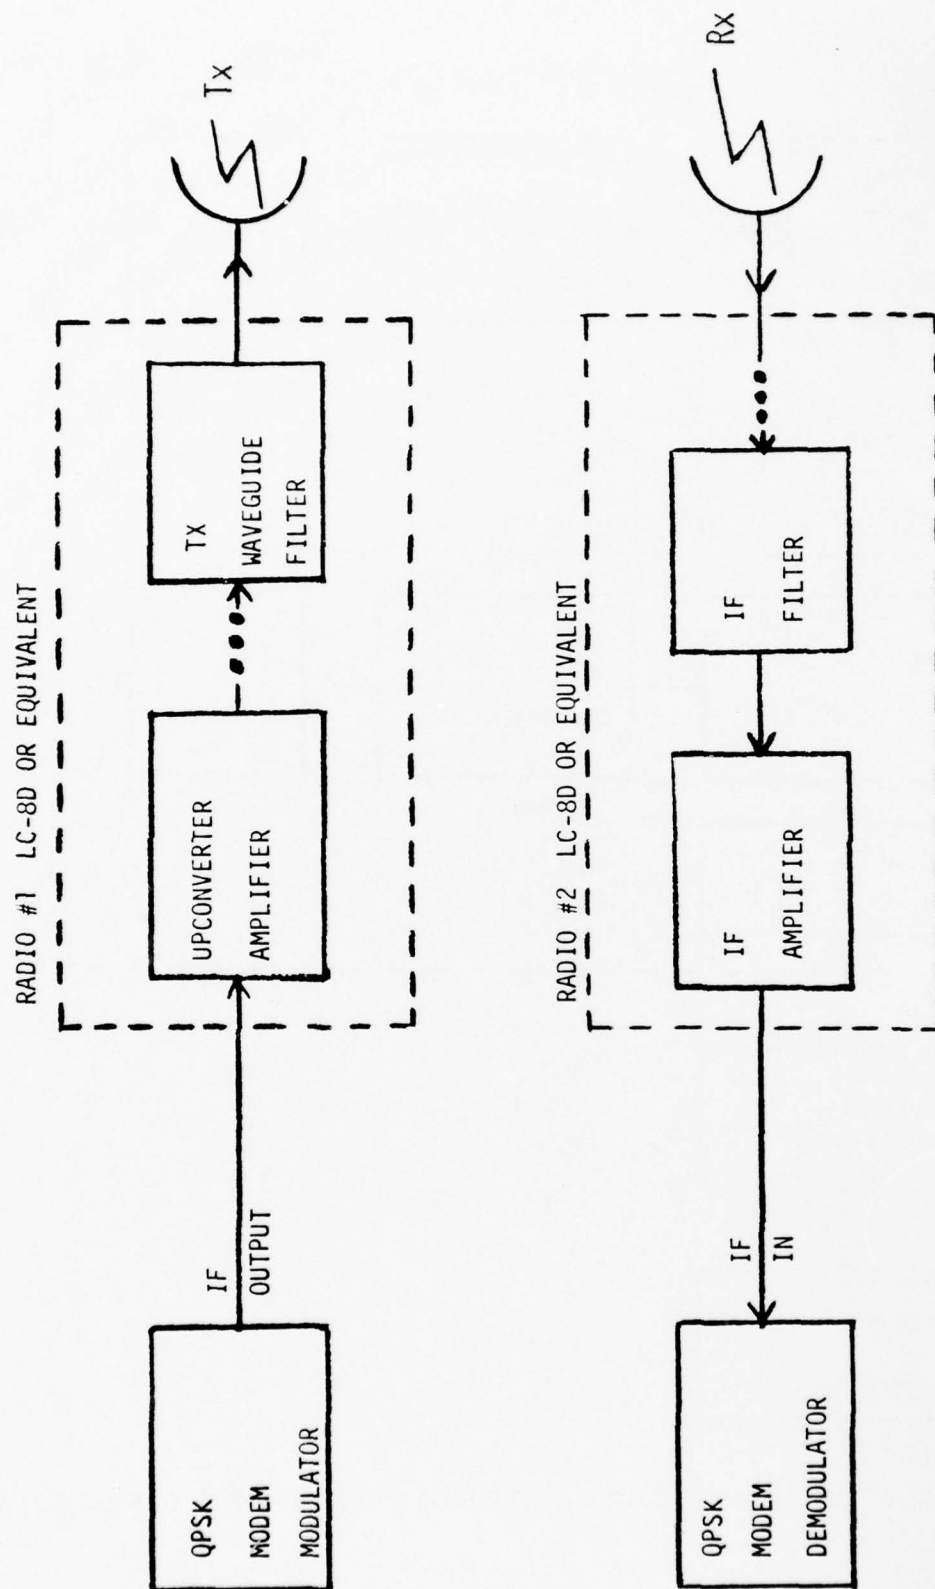 RADIO #1 LC-8D OR EQUIVALENT
QPSK
MODEM
MODULATOR
IF
OUTPUT
UPCONVERTER
AMPLIFIER
TX
WAVEGUIDE
FILTER
Tx
RADIO #2 LC-8D OR EQUIVALENT
QPSK
MODEM
DEMODULATOR
IF
IN
IF
AMPLIFIER
IF
FILTER
Rx